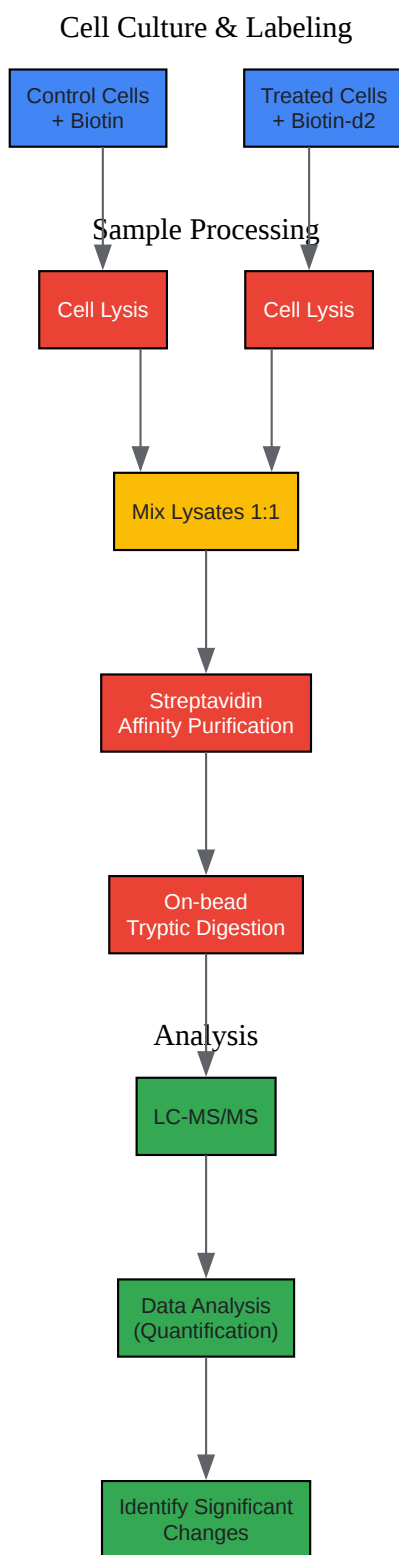 Cell Culture & Labeling
Control Cells
+ Biotin
Treated Cells
+ Biotin-d2
Sample Processing
Cell Lysis
Cell Lysis
Mix Lysates 1:1
Streptavidin
Affinity Purification
On-bead
Tryptic Digestion
Analysis
LC-MS/MS
Data Analysis
(Quantification)
Identify Significant
Changes